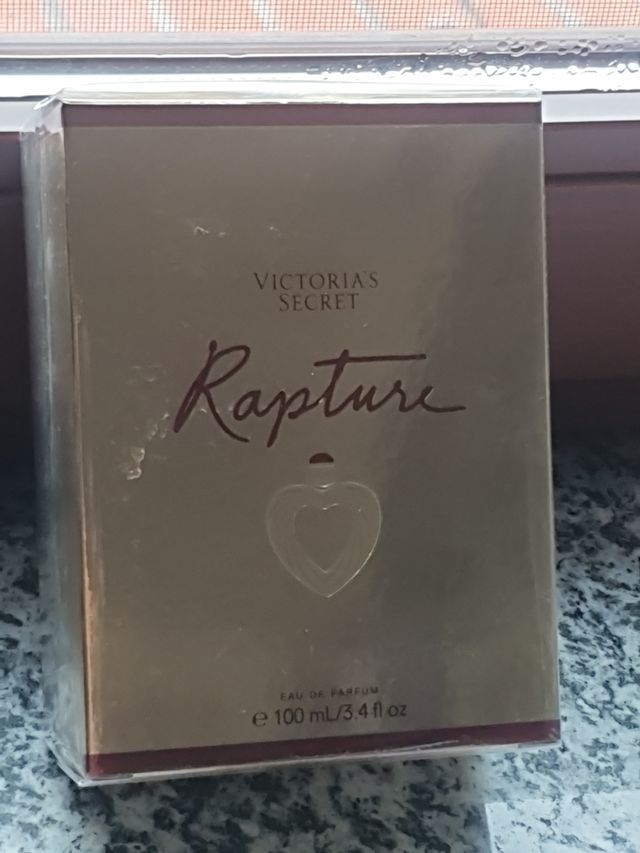 VICTORIA'S
SECRET
Rapture
EAU DE PARFUM
e 100 mL/3.4 fl oz